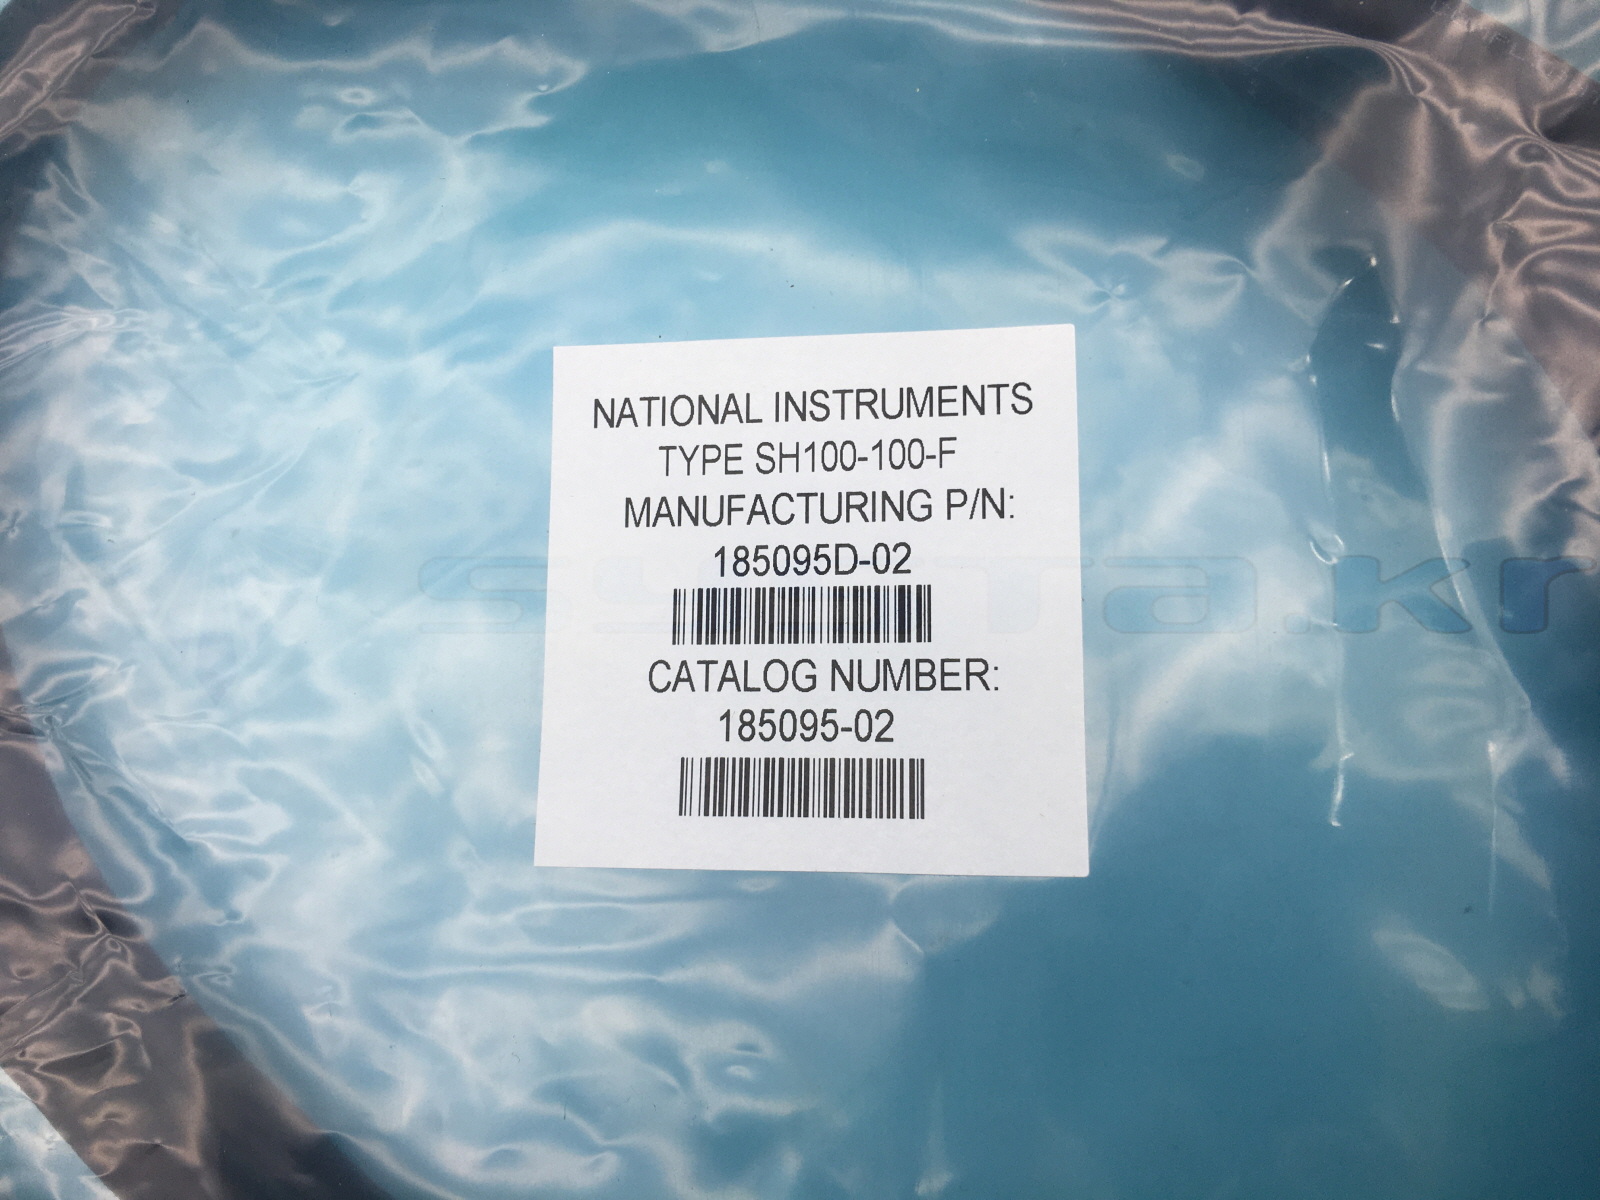 NATIONAL INSTRUMENTS
TYPE SH100-100-F
MANUFACTURING P/N:
185095D-02
CATALOG NUMBER:
185095-02